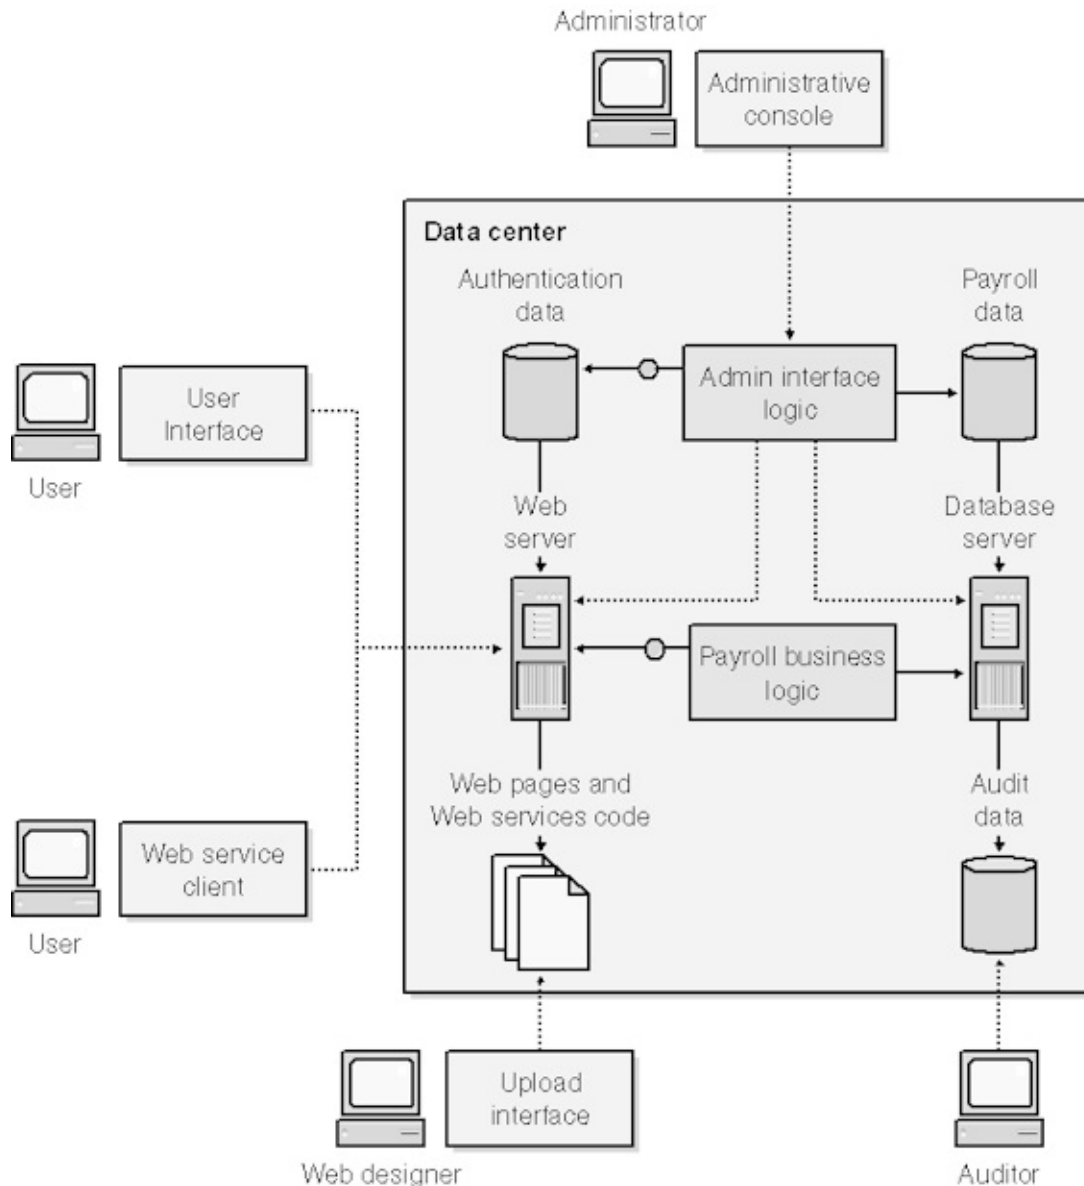 Administrator
Administrative
console
Data center
Authentication
data
Payroll
data
Admin interface
logic
User
Interface
User
Web
server
Database
server
Payroll business
logic
Web pages and
Web services code
Audit
data
Web service
client
User
Upload
interface
Web designer
Auditor